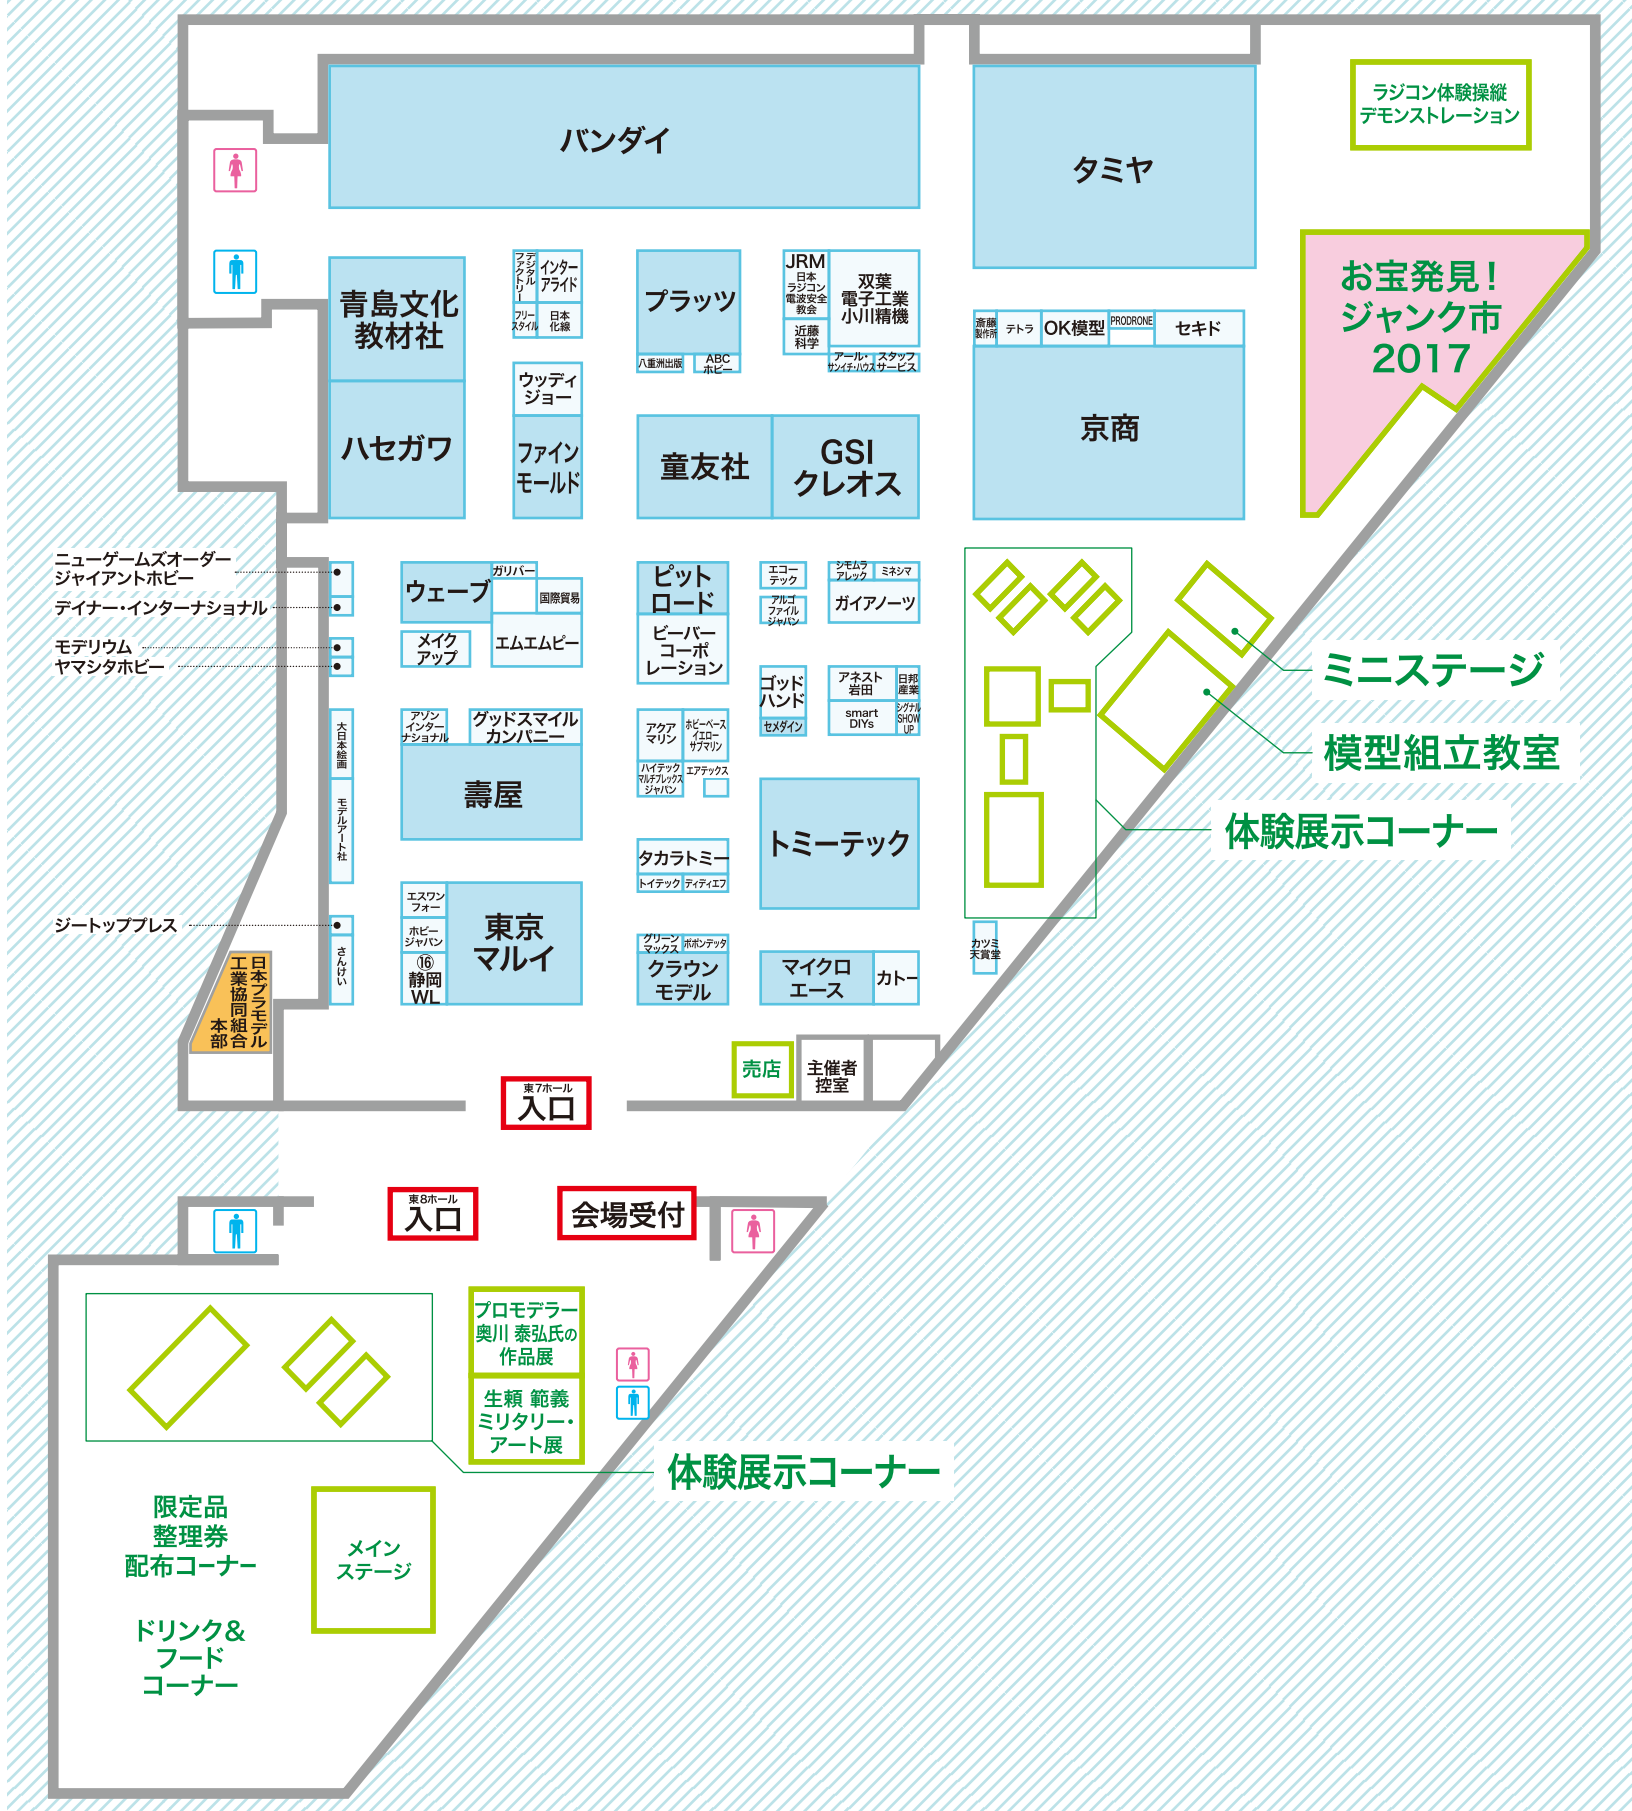 バンダイ
タミヤ
ラジコン体験操縦
デモンストレーション
お宝発見！
ジャンク市
2017
青島文化
教材社
デジタル
ファクトリー
インター
アライド
フリー
スタイル
日本
化線
プラッツ
八重洲出版
ABC
ホビー
JRM
日本
ラジコン
電波安全
教会
近藤
科学
双葉
電子工業
小川精機
アール・
サンイチ・ハウス
スタッフ
サービス
斎藤
製作所
テトラ
OK模型
PRODRONE
セキド
京商
ハセガワ
ウッディ
ジョー
ファイン
モールド
童友社
GSI
クレオス
ニューゲームズオーダー
ジャイアントホビー
デイナー・インターナショナル
モデリウム
ヤマシタホビー
ウェーブ
ガリバー
国際貿易
メイク
アップ
エムエムピー
ピット
ロード
ビーバー
コーポ
レーション
エコー
テック
シモムラ
アレック
ミネシマ
アルゴ
ファイル
ジャパン
ガイアノーツ
ゴッド
ハンド
セメダイン
アネスト
岩田
日邦
産業
smart
DIYs
シグナル
SHOW
UP
ミニステージ
模型組立教室
体験展示コーナー
大日本絵画
モデルアート社
アゾン
インター
ナショナル
グッドスマイル
カンパニー
壽屋
アクア
マリン
ホビーベース
イエロー
サブマリン
ハイテック
マルチプレックス
ジャパン
エアテックス
トミーテック
タカラトミー
トイテック
ディディエフ
ジートッププレス
さんけい
エスワン
フォー
ホビー
ジャパン
⑯
静岡
WL
東京
マルイ
グリーン
マックス
ポポンデッタ
クラウン
モデル
マイクロ
エース
カトー
カツミ
天賞堂
日本プラモデル
工業協同組合
本部
売店
主催者
控室
東7ホール
入口
東8ホール
入口
会場受付
プロモデラー
奥川 泰弘氏の
作品展
生頼 範義
ミリタリー・
アート展
体験展示コーナー
限定品
整理券
配布コーナー
メイン
ステージ
ドリンク&
フード
コーナー